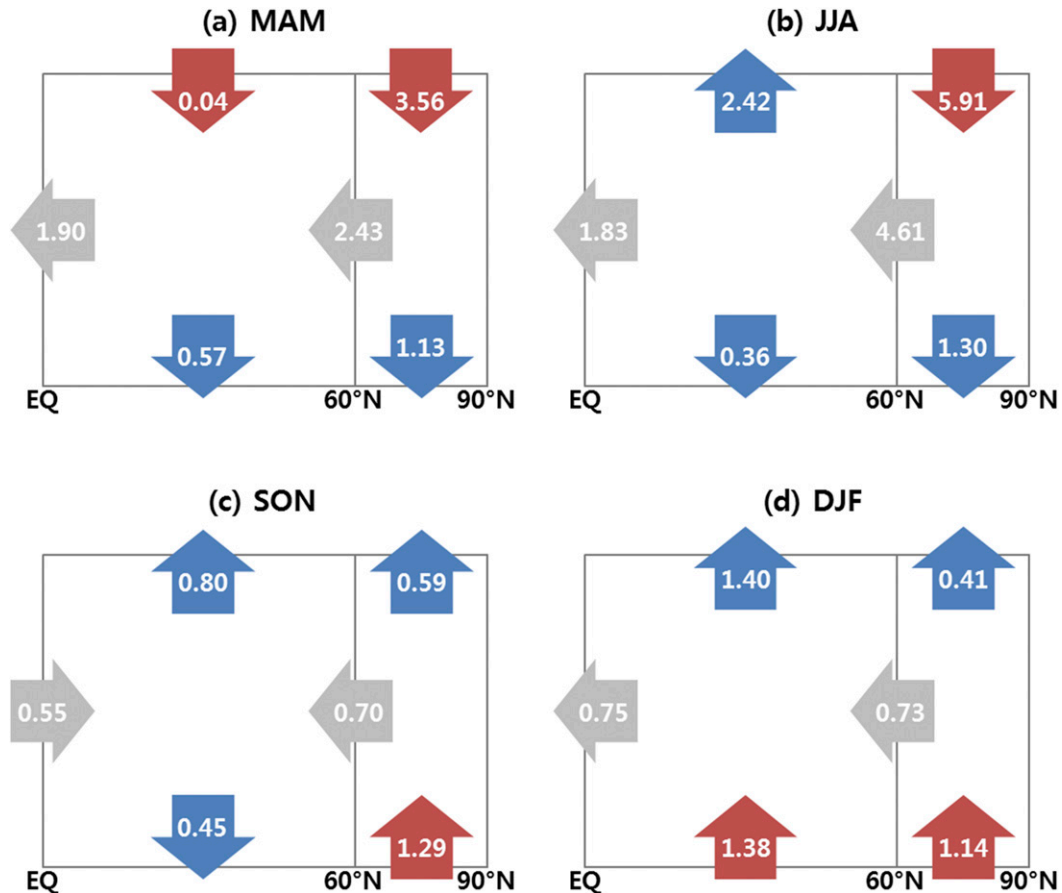 (a) MAM
0.04
3.56
1.90
2.43
0.57
1.13
EQ
60°N
90°N
(b) JJA
2.42
5.91
1.83
4.61
0.36
1.30
EQ
60°N
90°N
(c) SON
0.80
0.59
0.55
0.70
0.45
1.29
EQ
60°N
90°N
(d) DJF
1.40
0.41
0.75
0.73
1.38
1.14
EQ
60°N
90°N